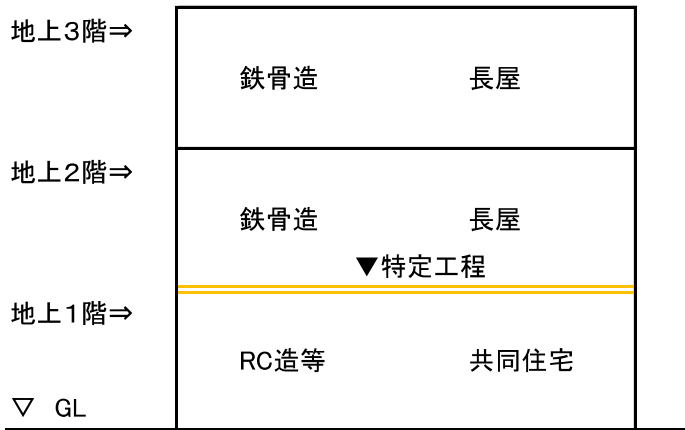 地上３階⇒
鉄骨造 長屋
地上２階⇒
鉄骨造 長屋
▼特定工程
地上１階⇒
RC造等 共同住宅
▽ GL